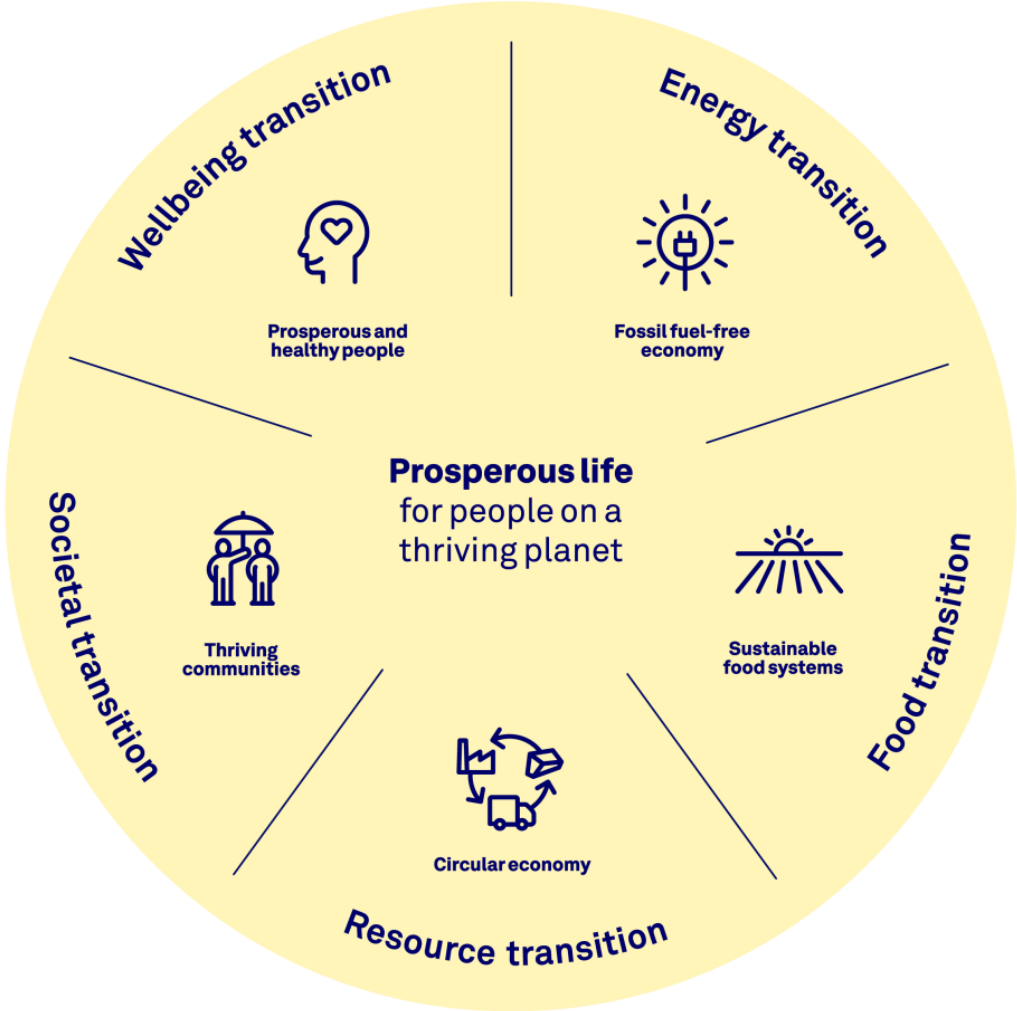 Wellbeing transition
Prosperous and
healthy people
Energy transition
Fossil fuel-free
economy
Prosperous life
for people on a
thriving planet
Societal transition
Thriving
communities
Food transition
Sustainable
food systems
Circular economy
Resource transition